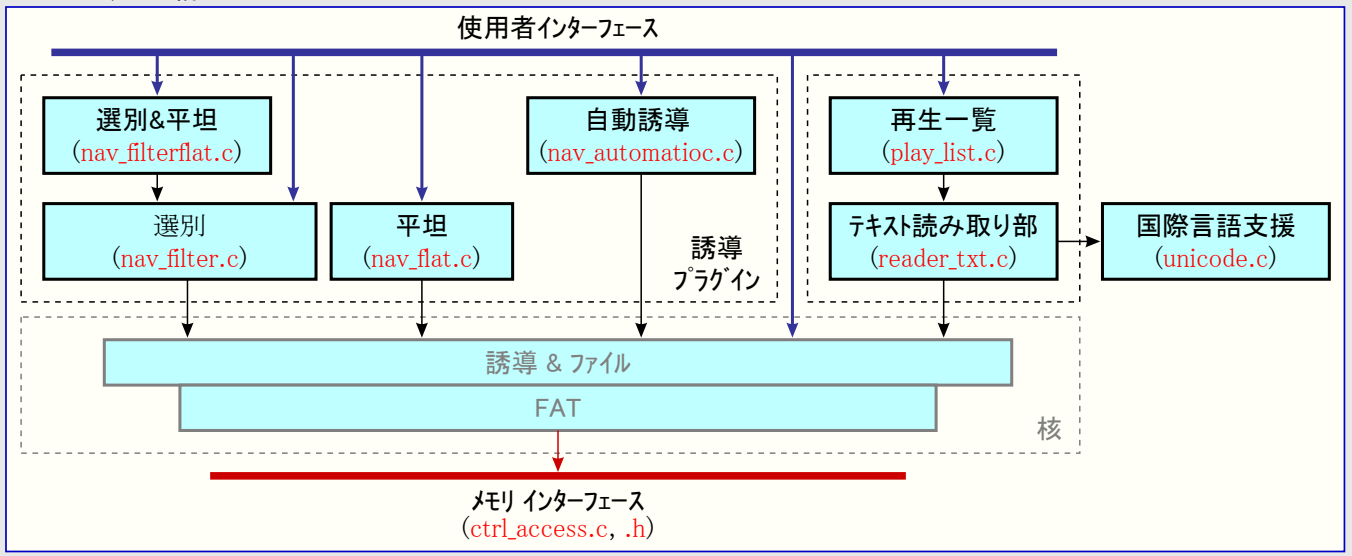 使用者インターフェース
選別&平坦
(nav_filterflat.c)
自動誘導
(nav_automatioc.c)
再生一覧
(play_list.c)
選別
(nav_filter.c)
平坦
(nav_flat.c)
誘導
プラグイン
テキスト読み取り部
(reader_txt.c)
国際言語支援
(unicode.c)
誘導 & ファイル
FAT
核
メモリ インターフェース
(ctrl_access.c, .h)